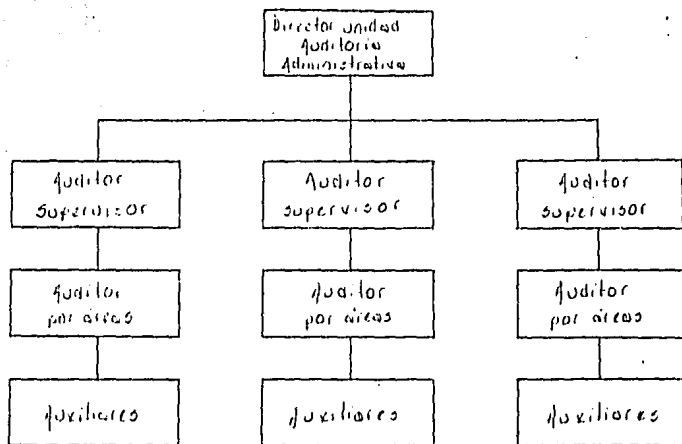 Director unidad
Auditoria
Administrativa
Auditor
Supervisor
Auditor
Supervisor
Auditor
Supervisor
Auditor
por áreas
Auditor
por áreas
Auditor
por áreas
Auxiliares
Auxiliares
Auxiliares